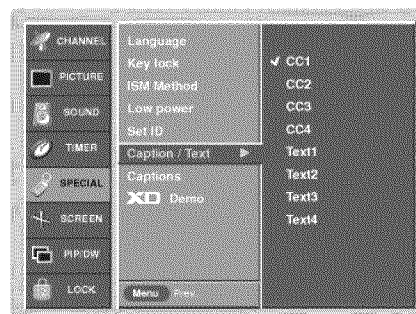 CHANNEL
PICTURE
SOUND
TIMER
SPECIAL
SCREEN
PIP/DW
LOCK
Language
Key lock
ISM Method
Low power
Set ID
Caption / Text
Captions
XD Demo
Menu Prev.
✔ CC1
CC2
CC3
CC4
Text1
Text2
Text3
Text4